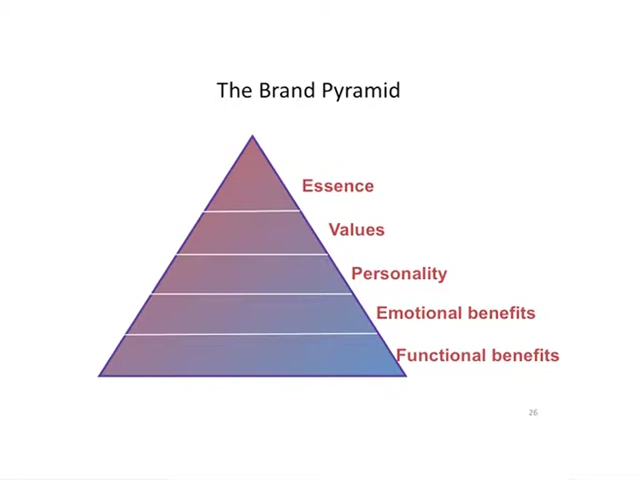 The Brand Pyramid
Essence
Values
Personality
Emotional benefits
Functional benefits
26